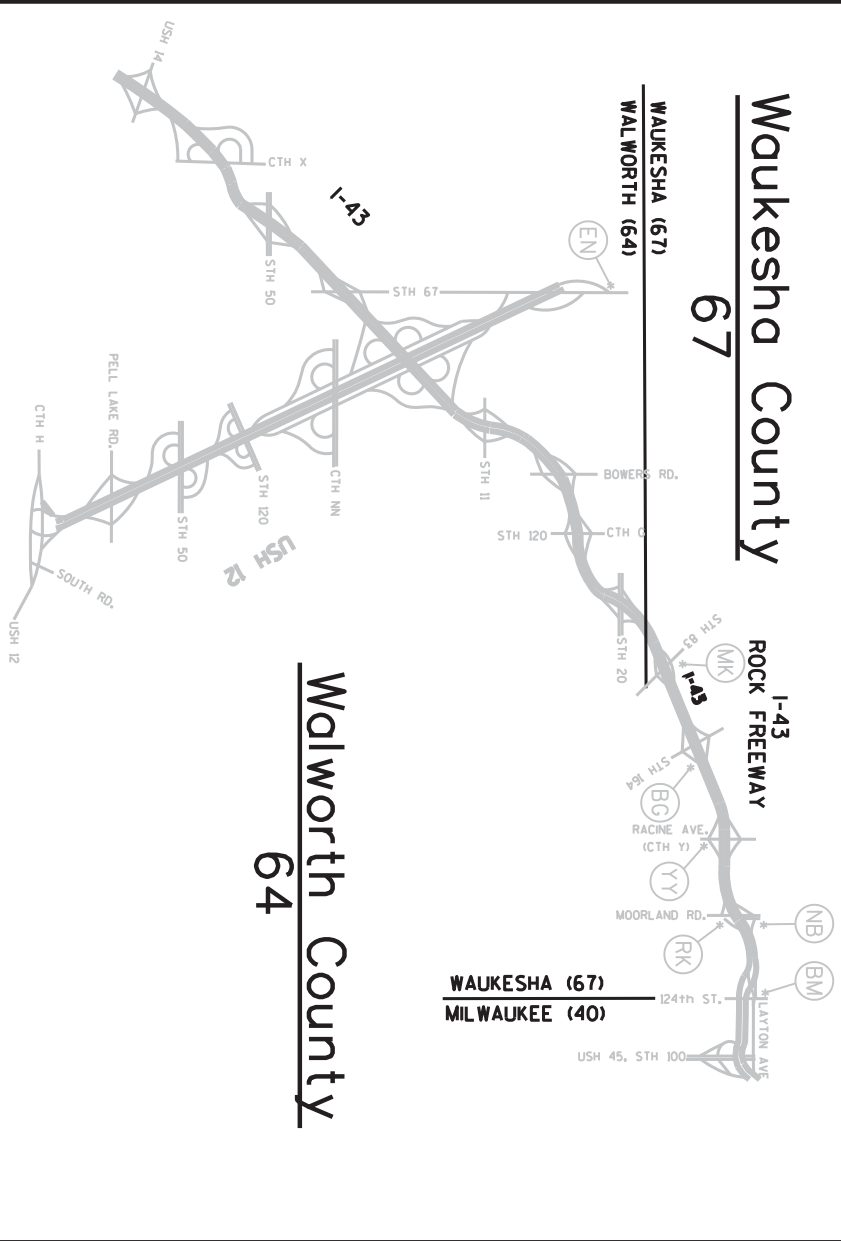 Waukesha County
67
WAUKESHA (67)
WALWORTH (64)
I-43
ROCK FREEWAY
I-43
I-43
USH 14
CTH X
STH 50
STH 67
EN
STH 11
BOWERS RD.
STH 120
CTH
STH 20
STH 83
MK
STH 164
BG
RACINE AVE.
(CTH Y)
YY
MOORLAND RD.
RK
NB
BM
124th ST.
LAYTON AVE
USH 45, STH 100
WAUKESHA (67)
MILWAUKEE (40)
CTH NN
STH 120
STH 50
USH 12
PELL LAKE RD.
CTH H
SOUTH RD.
USH 12
Walworth County
64